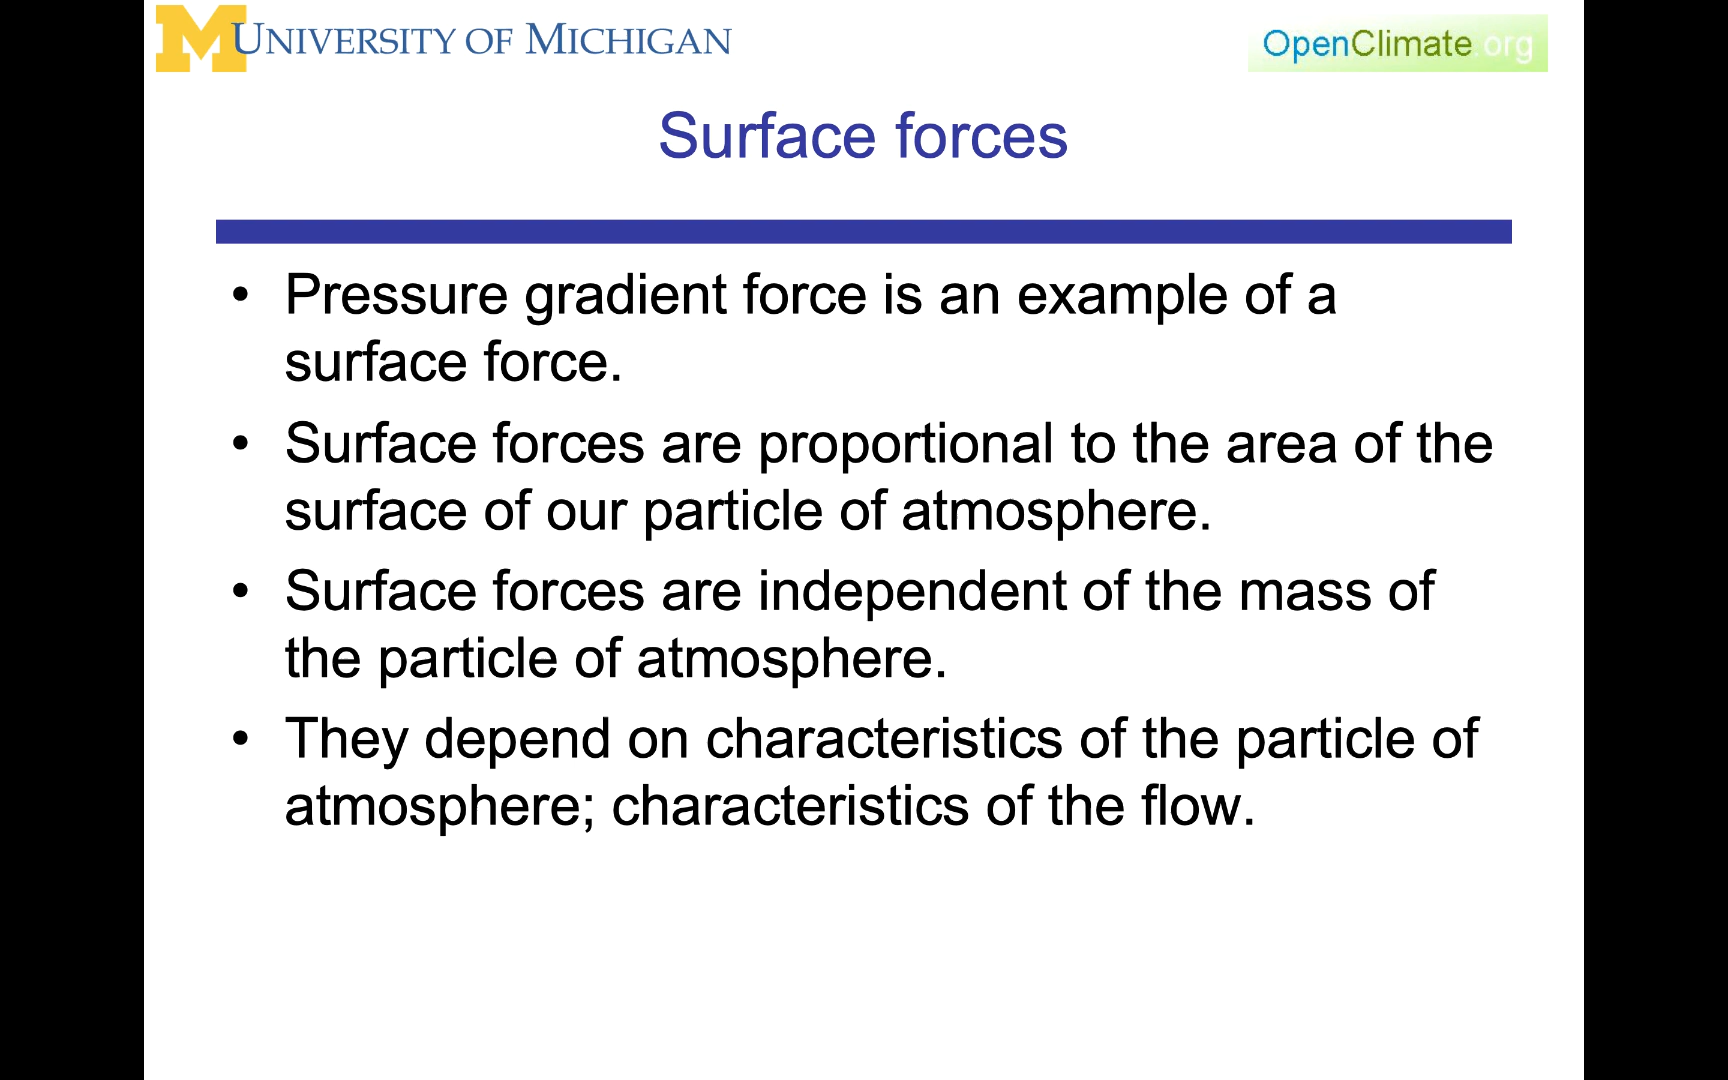 UNIVERSITY OF MICHIGAN
OpenClimate.org
Surface forces
• Pressure gradient force is an example of a
surface force.
• Surface forces are proportional to the area of the
surface of our particle of atmosphere.
• Surface forces are independent of the mass of
the particle of atmosphere.
• They depend on characteristics of the particle of
atmosphere; characteristics of the flow.